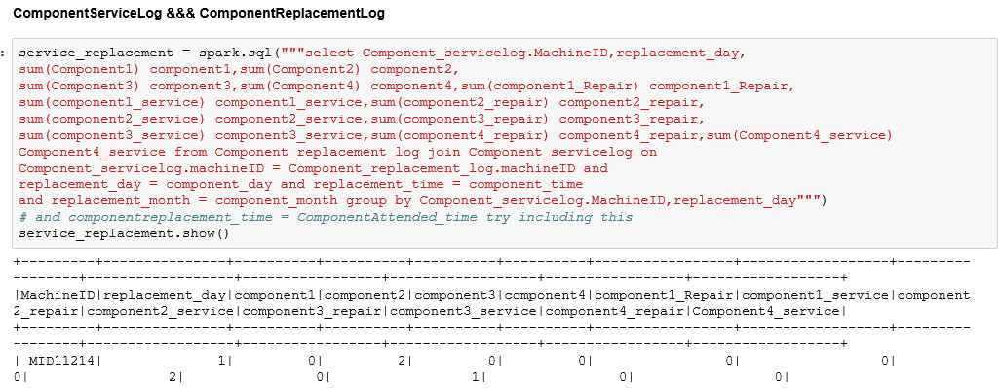 ComponentServiceLog &&& ComponentReplacementLog
: service_replacement = spark.sql("""select Component_servicelog.MachineID,replacement_day,
sum(Component1) component1,sum(Component2) component2,
sum(Component3) component3,sum(Component4) component4,sum(component1_Repair) component1_Repair,
sum(component1_service) component1_service,sum(component2_repair) component2_repair,
sum(component2_service) component2_service,sum(component3_repair) component3_repair,
sum(component3_service) component3_service,sum(component4_repair) component4_repair,sum(Component4_service)
Component4_service from Component_replacement_log join Component_servicelog on
Component_servicelog.machineID = Component_replacement_log.machineID and
replacement_day = component_day and replacement_time = component_time
and replacement_month = component_month group by Component_servicelog.MachineID,replacement_day""")
# and componentreplacement_time = ComponentAttended_time try including this
service_replacement.show()
+---------+---------------+----------+----------+----------+----------+-----------------+------------------+---------
--------+------------------+-----------------+------------------+-----------------+------------------+
|MachineID|replacement_day|component1|component2|component3|component4|component1_Repair|component1_service|component
2_repair|component2_service|component3_repair|component3_service|component4_repair|Component4_service|
+---------+---------------+----------+----------+----------+----------+-----------------+------------------+---------
--------+------------------+-----------------+------------------+-----------------+------------------+
| MID11214|              1|         0|         2|         0|         0|                0|                 0|
0|                 2|                0|                 1|                0|                 0|